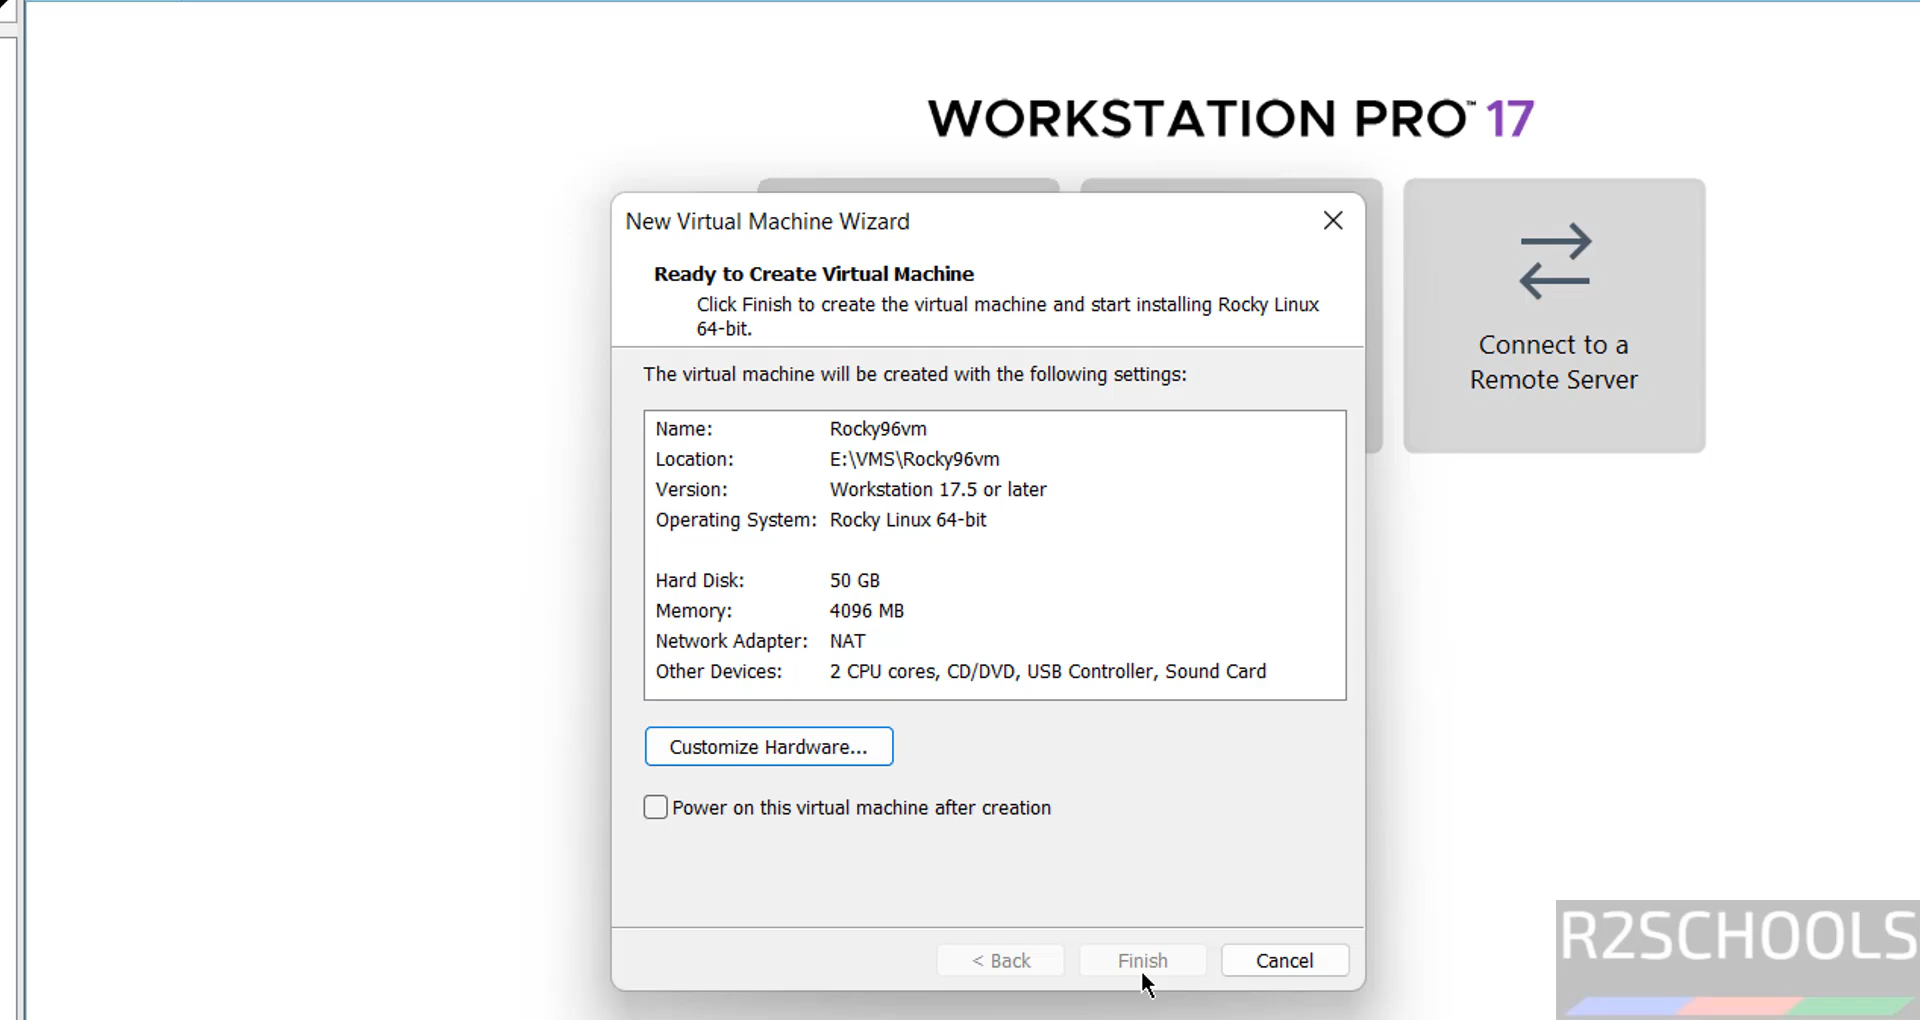 WORKSTATION PRO™ 17
New Virtual Machine Wizard
Ready to Create Virtual Machine
Click Finish to create the virtual machine and start installing Rocky Linux
64-bit.
Connect to a
Remote Server
The virtual machine will be created with the following settings:
Name: Rocky96vm
Location: E:\VMS\Rocky96vm
Version: Workstation 17.5 or later
Operating System: Rocky Linux 64-bit
Hard Disk: 50 GB
Memory: 4096 MB
Network Adapter: NAT
Other Devices: 2 CPU cores, CD/DVD, USB Controller, Sound Card
Customize Hardware...
Power on this virtual machine after creation
< Back Finish Cancel
R2SCHOOLS